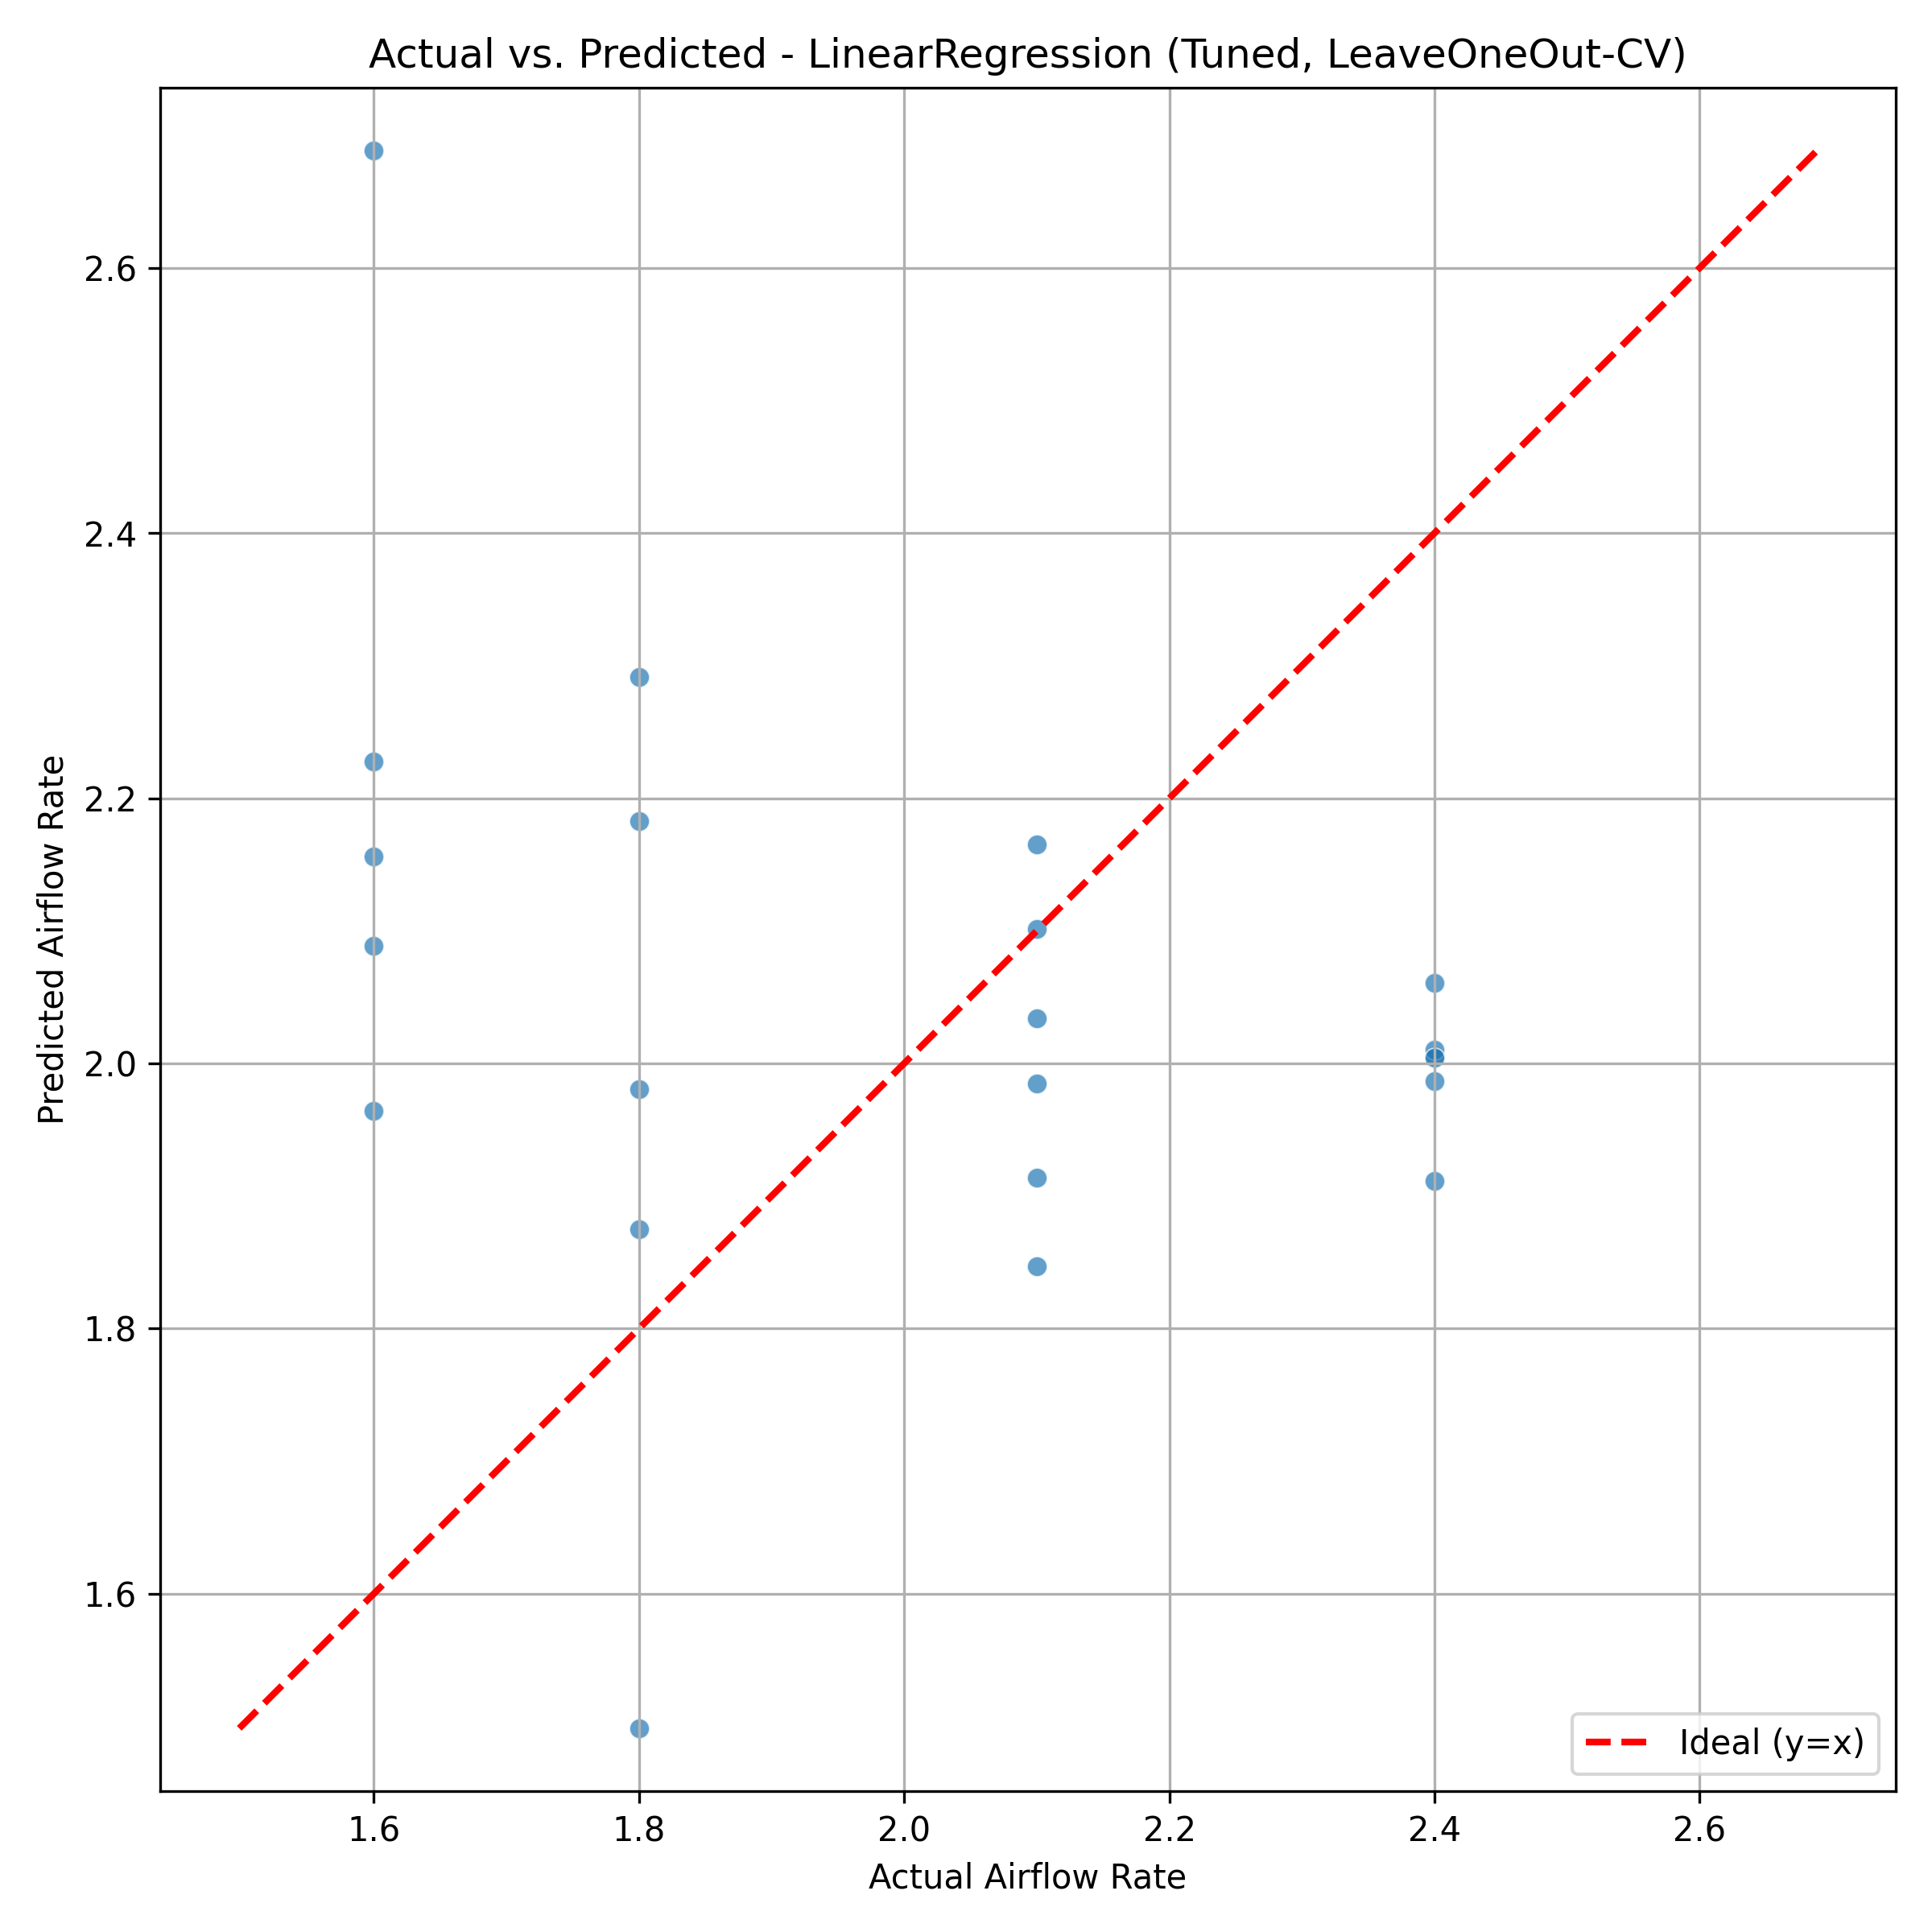 Actual vs. Predicted - LinearRegression (Tuned, LeaveOneOut-CV)
Predicted Airflow Rate
2.6
2.4
2.2
2.0
1.8
1.6
Ideal (y=x)
1.6 1.8 2.0 2.2 2.4 2.6
Actual Airflow Rate